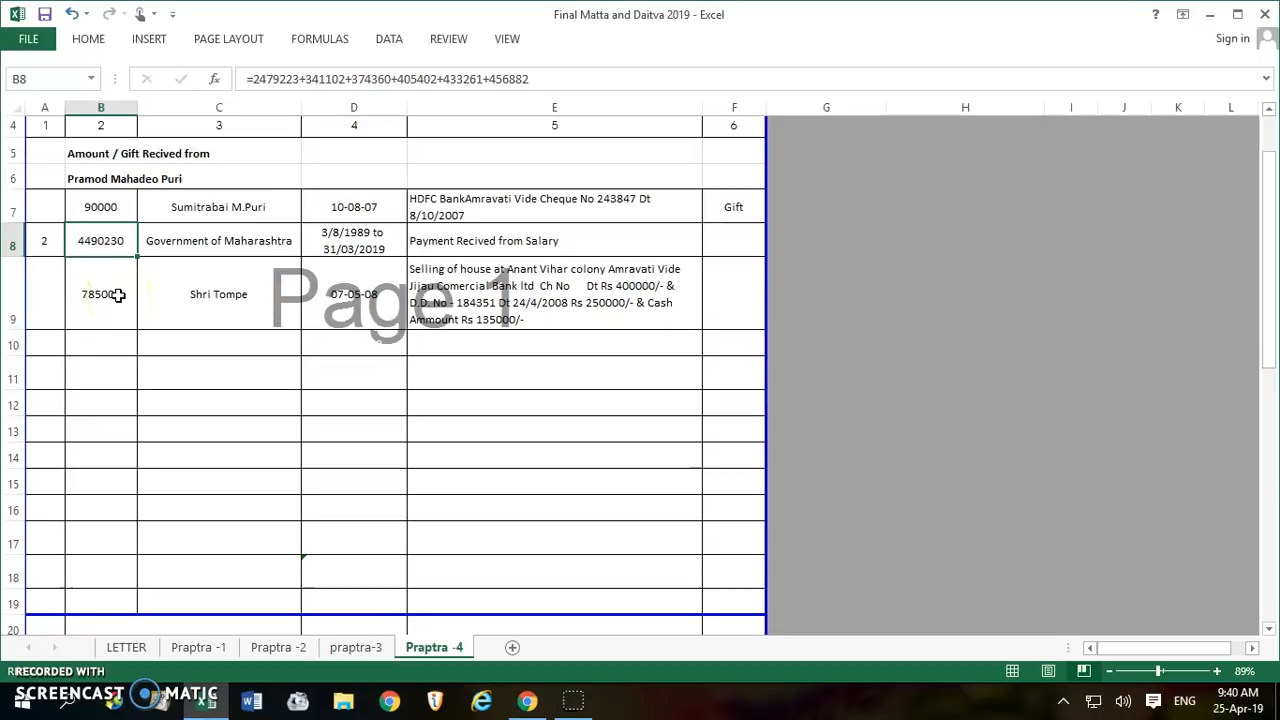 Final Matta and Daitva 2019 - Excel
?
FILE HOME INSERT PAGE LAYOUT FORMULAS DATA REVIEW VIEW
Sign in
B8 fx =2479223+341102+374360+405402+433261+456882
A B C D E F G H I J K L
4 1 2 3 4 5 6
5 Amount / Gift Recived from
6 Pramod Mahadeo Puri
7 90000 Sumitrabai M.Puri 10-08-07 HDFC BankAmravati Vide Cheque No 243847 Dt
8/10/2007 Gift
8 2 4490230 Government of Maharashtra 3/8/1989 to
31/03/2019 Payment Recived from Salary
9 785000 Shri Tompe 07-05-08 Selling of house at Anant Vihar colony Amravati Vide
Jijau Comercial Bank ltd Ch No Dt Rs 400000/- &
D.D. No - 184351 Dt 24/4/2008 Rs 250000/- & Cash
Ammount Rs 135000/-
Page 1
10
11
12
13
14
15
16
17
18
19
20
LETTER Praptra -1 Praptra -2 praptra-3 Praptra -4
89%
RECORDED WITH
SCREENCAST MATIC
ENG
9:40 AM
25-Apr-19